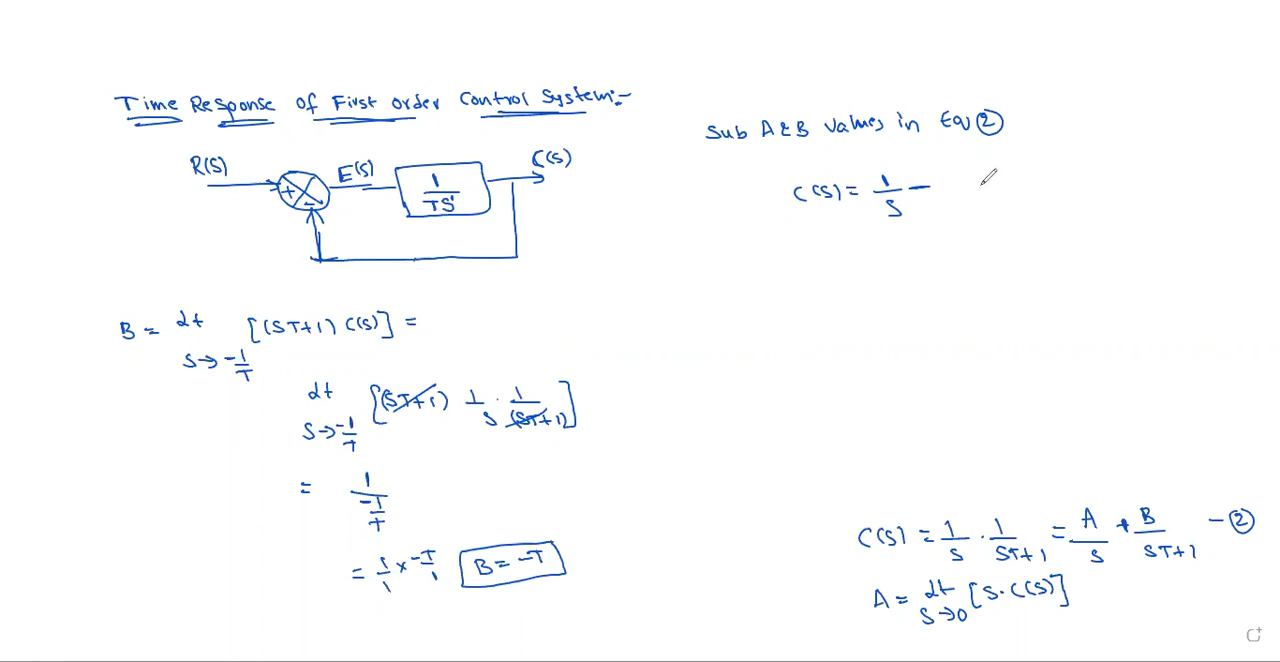 Time Response of First order Control System:-
R(S) + - E(S) 1/TS C(S)
B = Lt S→-1/T [(ST+1) C(S)] =
Lt S→-1/T [(ST+1) 1/S · 1/(ST+1)]
= 1/(-1/T)
= 1/1 × -T/1 B = -T
Sub A & B values in Eq ②
C(S) = 1/S -
C(S) = 1/S · 1/ST+1 = A/S + B/ST+1 - ②
A = Lt S→0 [S·C(S)]